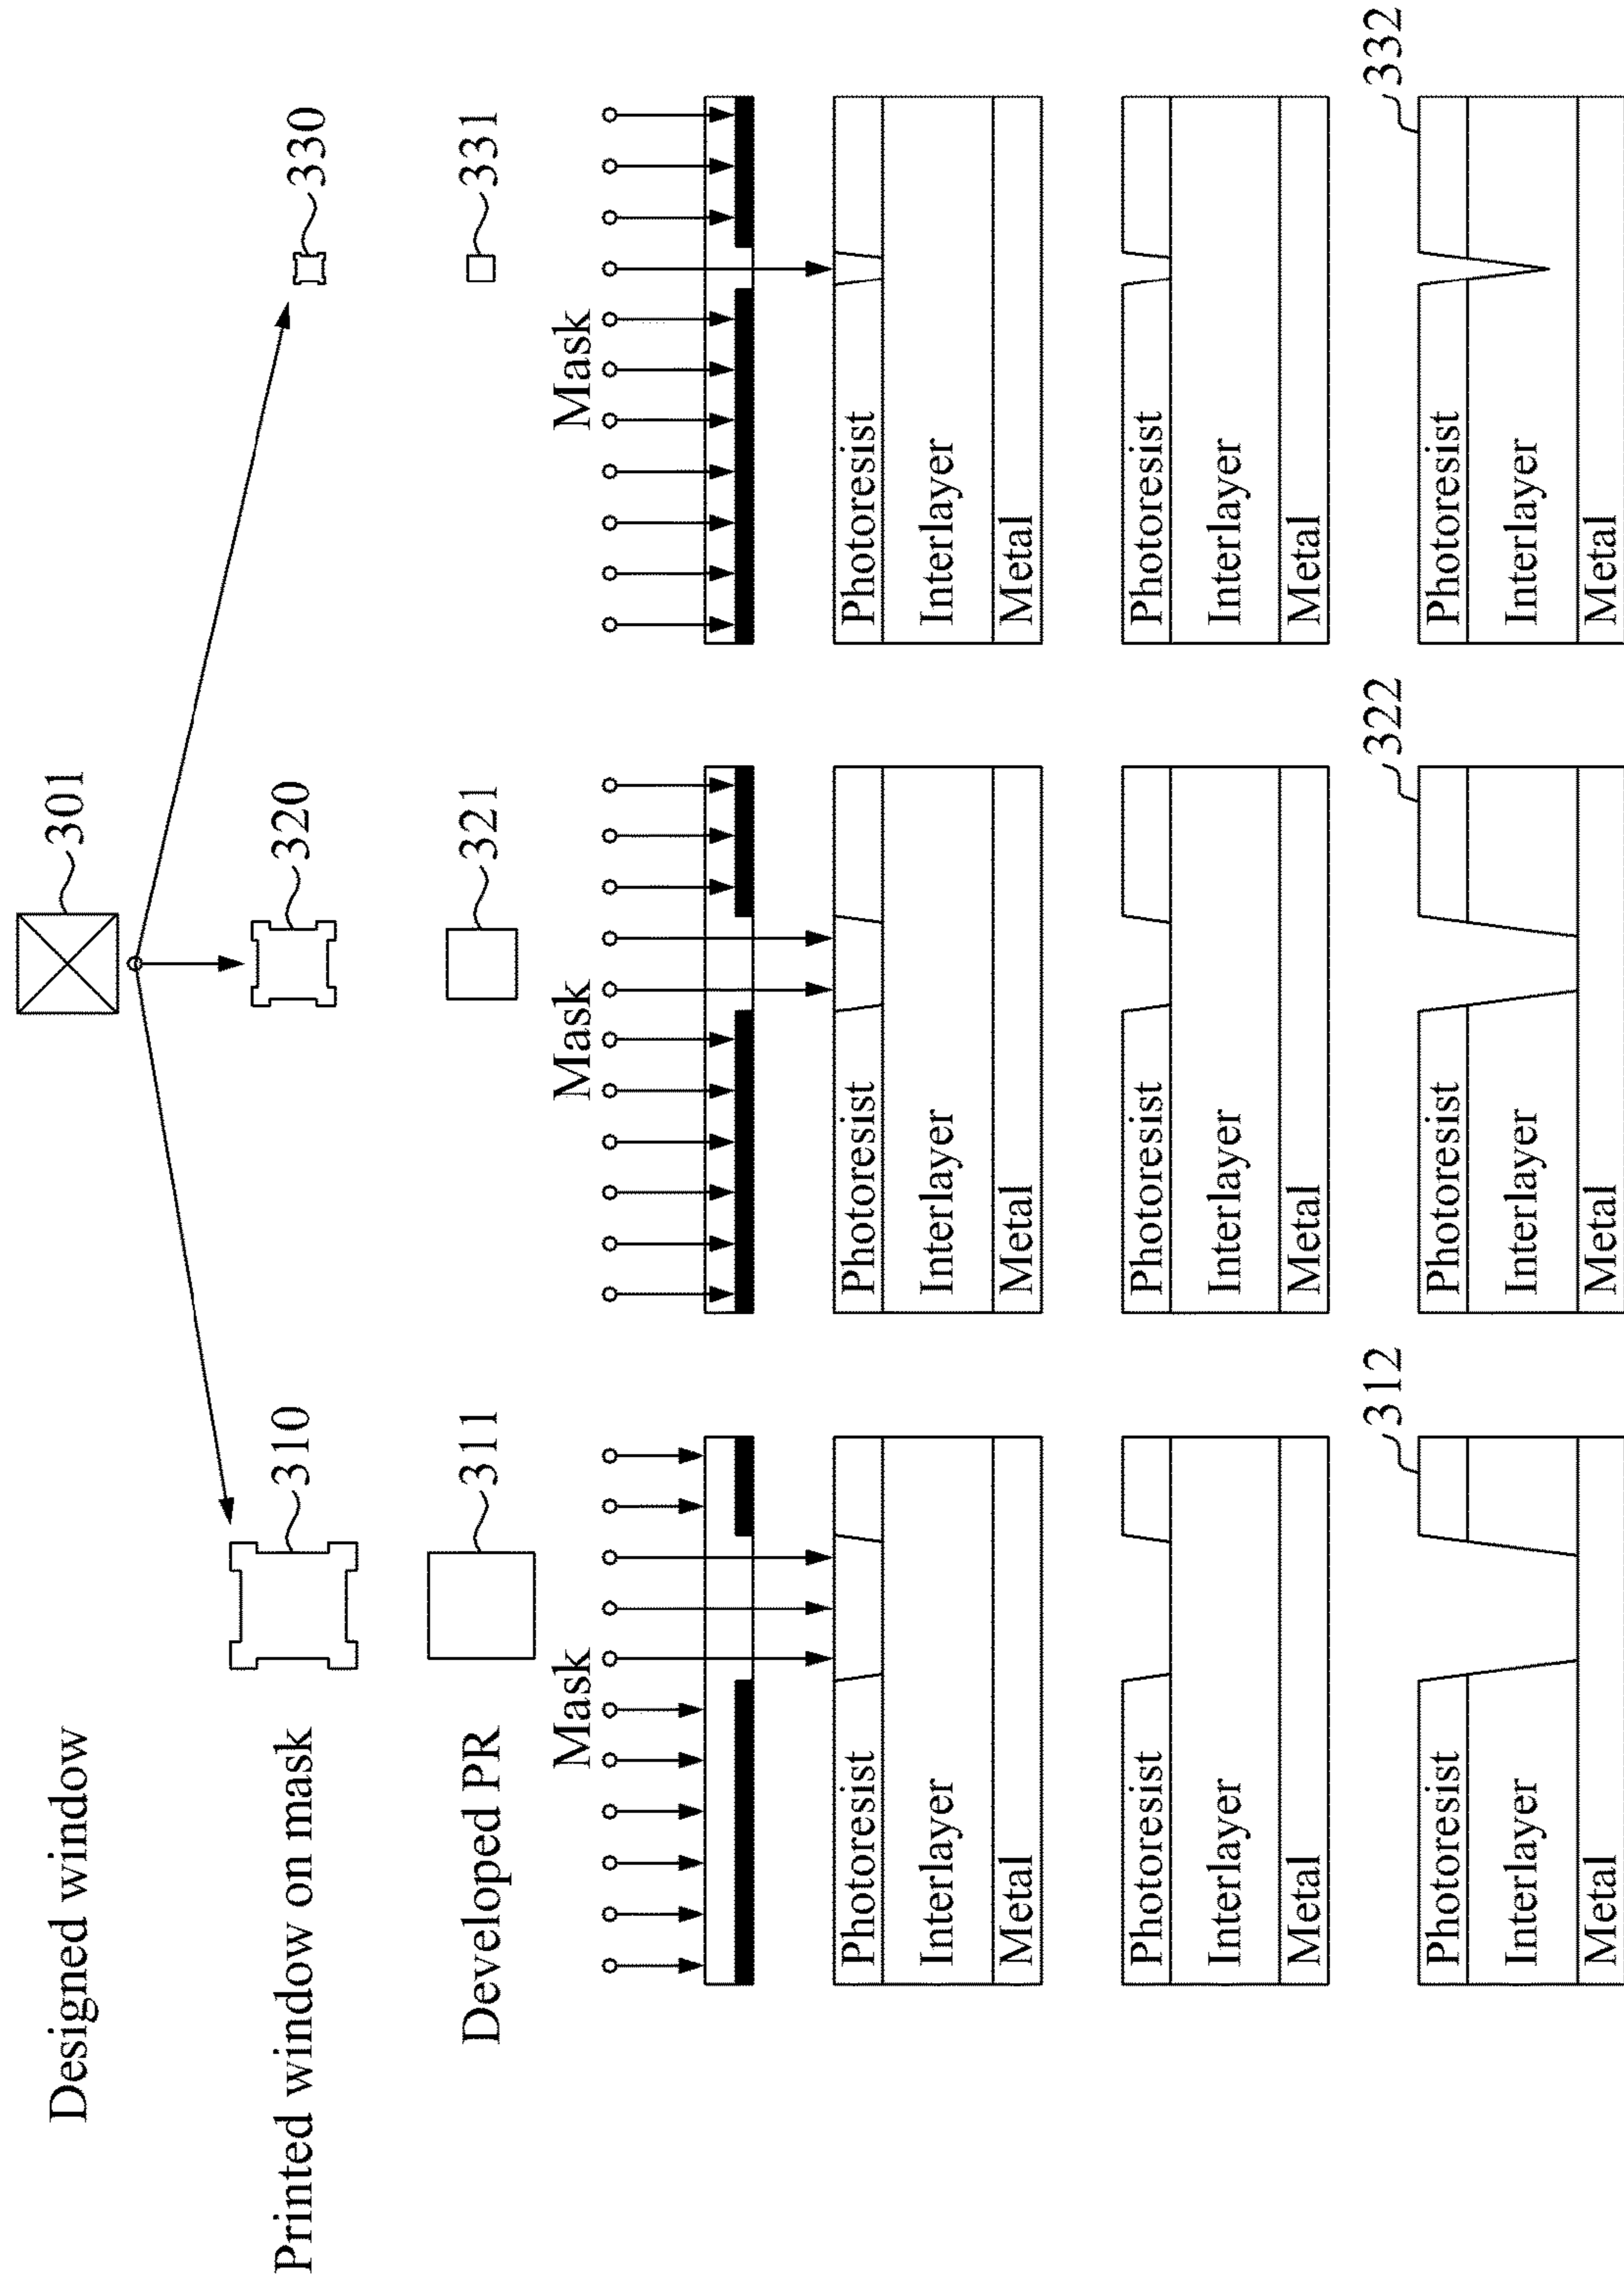 Designed window
301
Printed window on mask
310
320
330
Developed PR
311
321
331
Mask
Mask
Mask
Photoresist
Interlayer
Metal
Photoresist
Interlayer
Metal
Photoresist
Interlayer
Metal
Photoresist
Interlayer
Metal
Photoresist
Interlayer
Metal
Photoresist
Interlayer
Metal
312
322
332
Photoresist
Interlayer
Metal
Photoresist
Interlayer
Metal
Photoresist
Interlayer
Metal